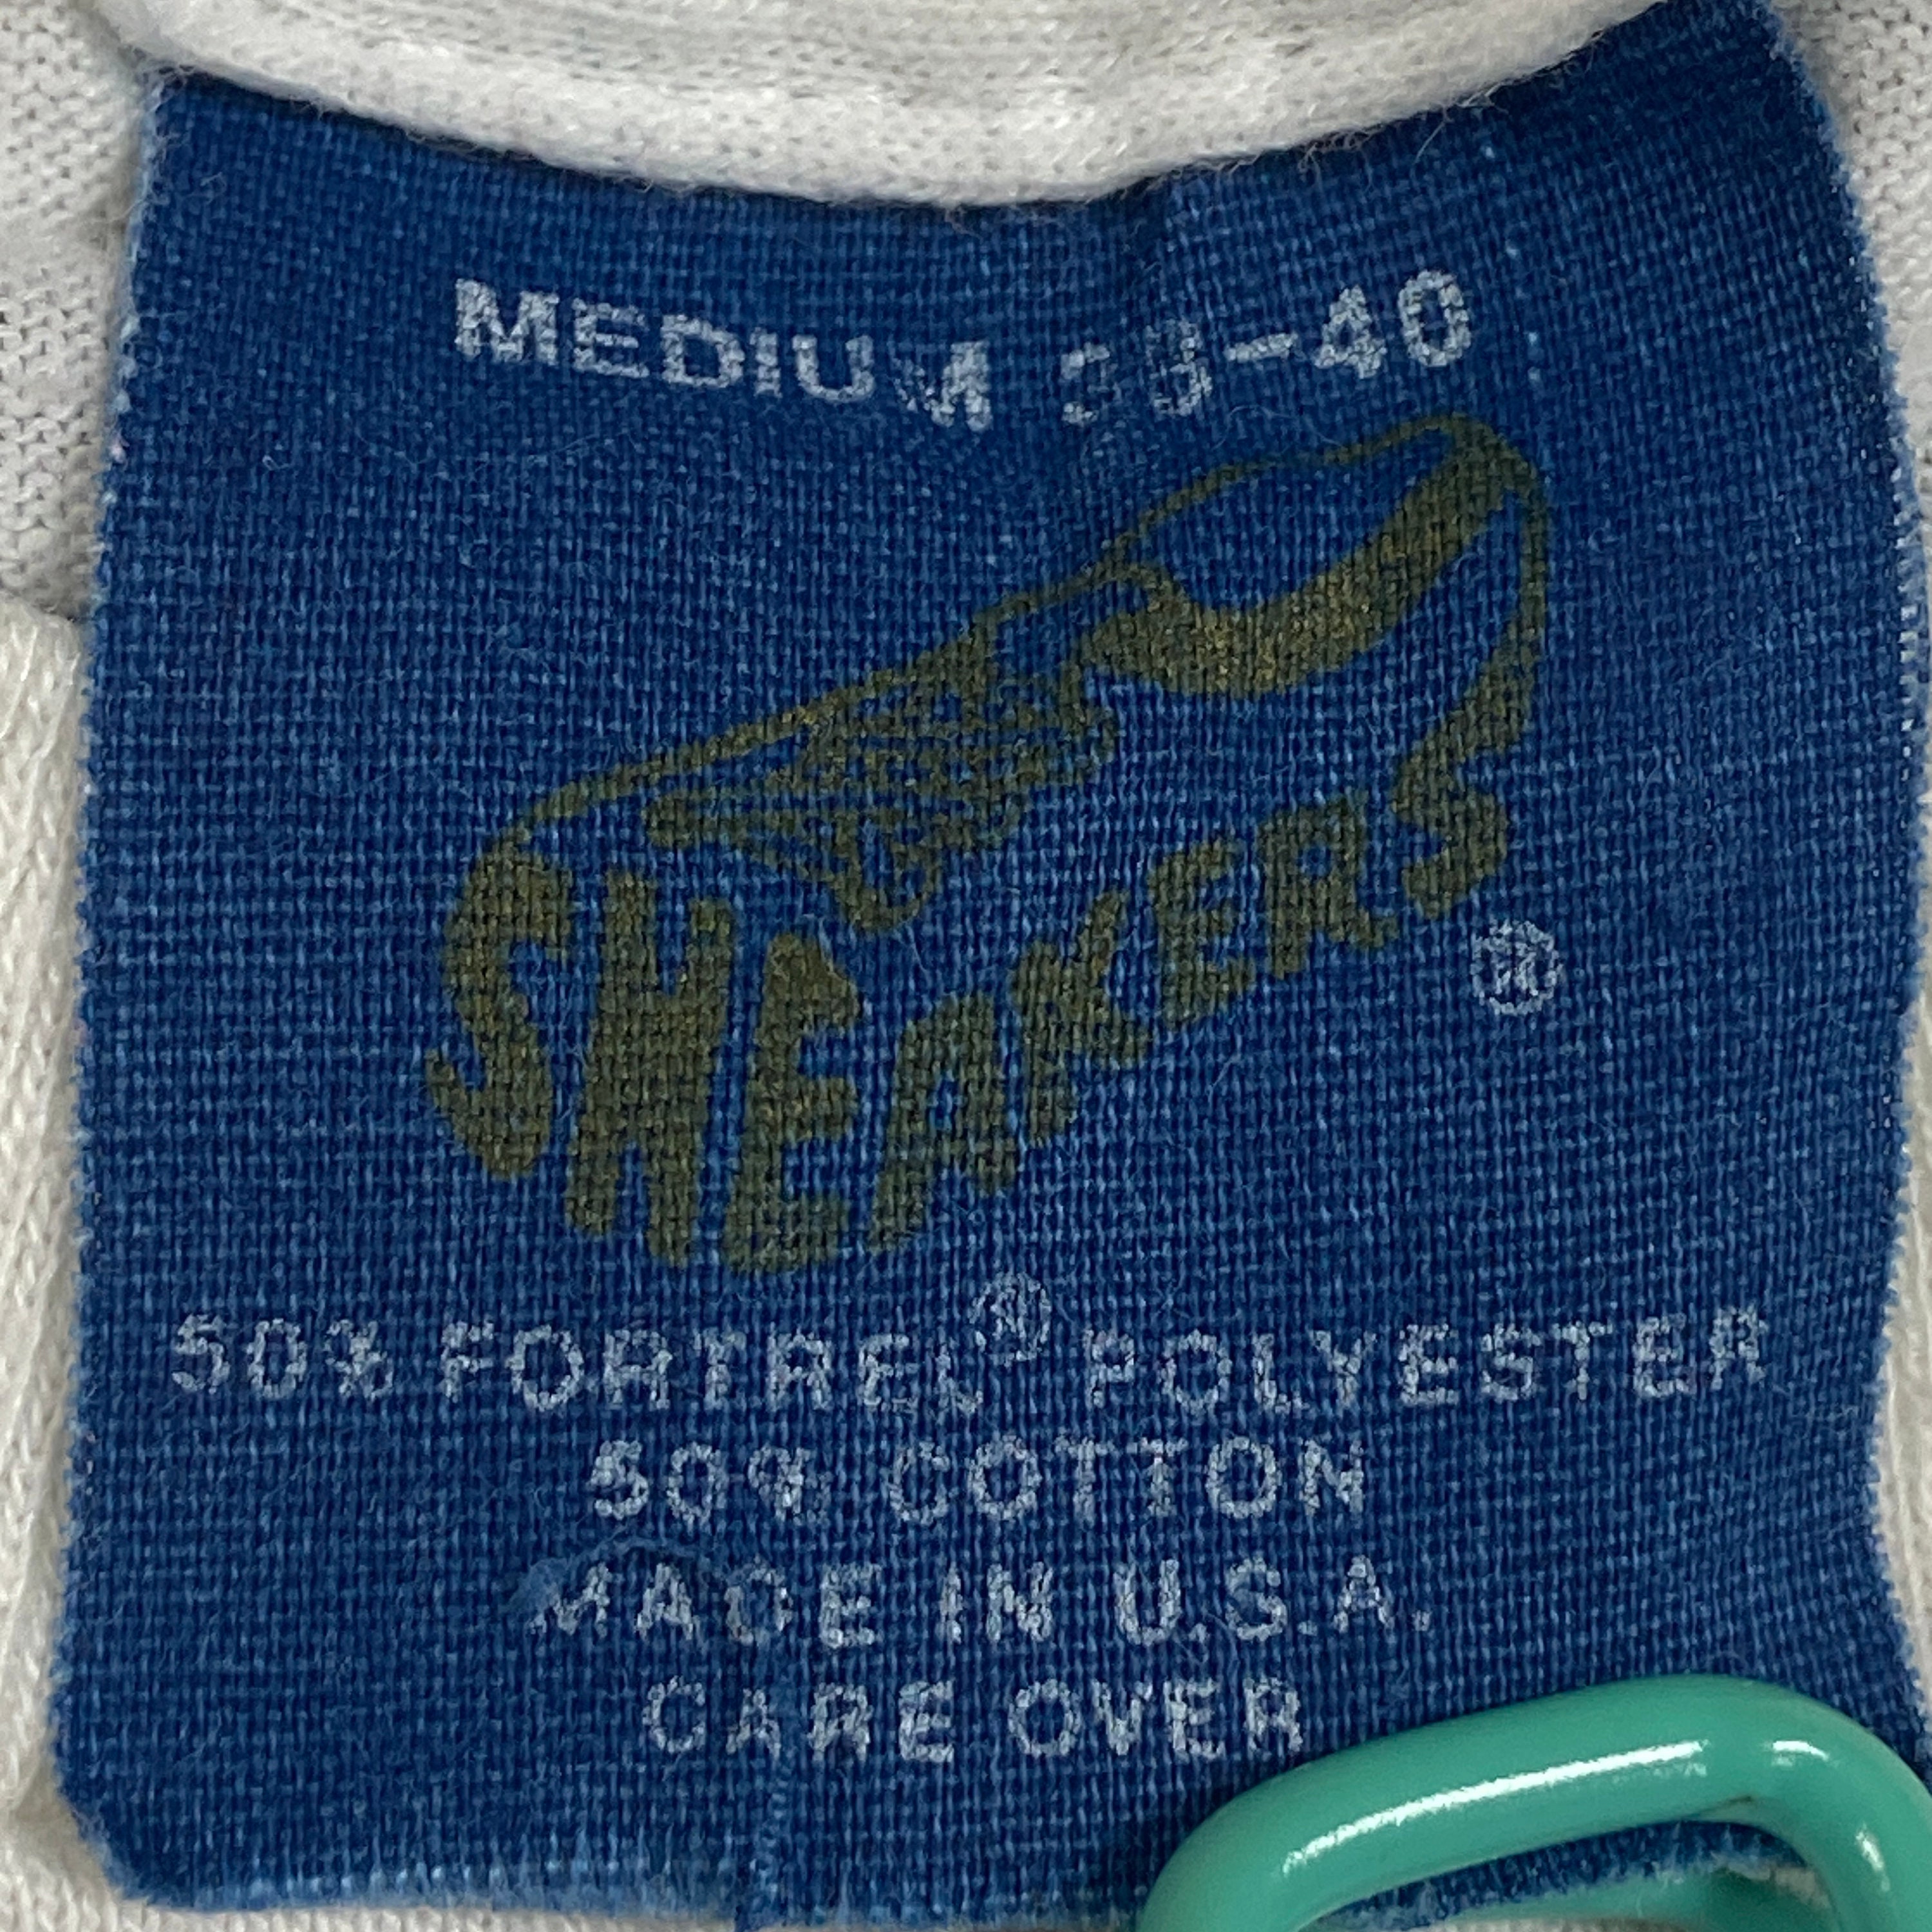 MEDIUM 38-40
SNEAKERS ®
50% FORTREL® POLYESTER
50% COTTON
MADE IN U.S.A.
CARE OVER